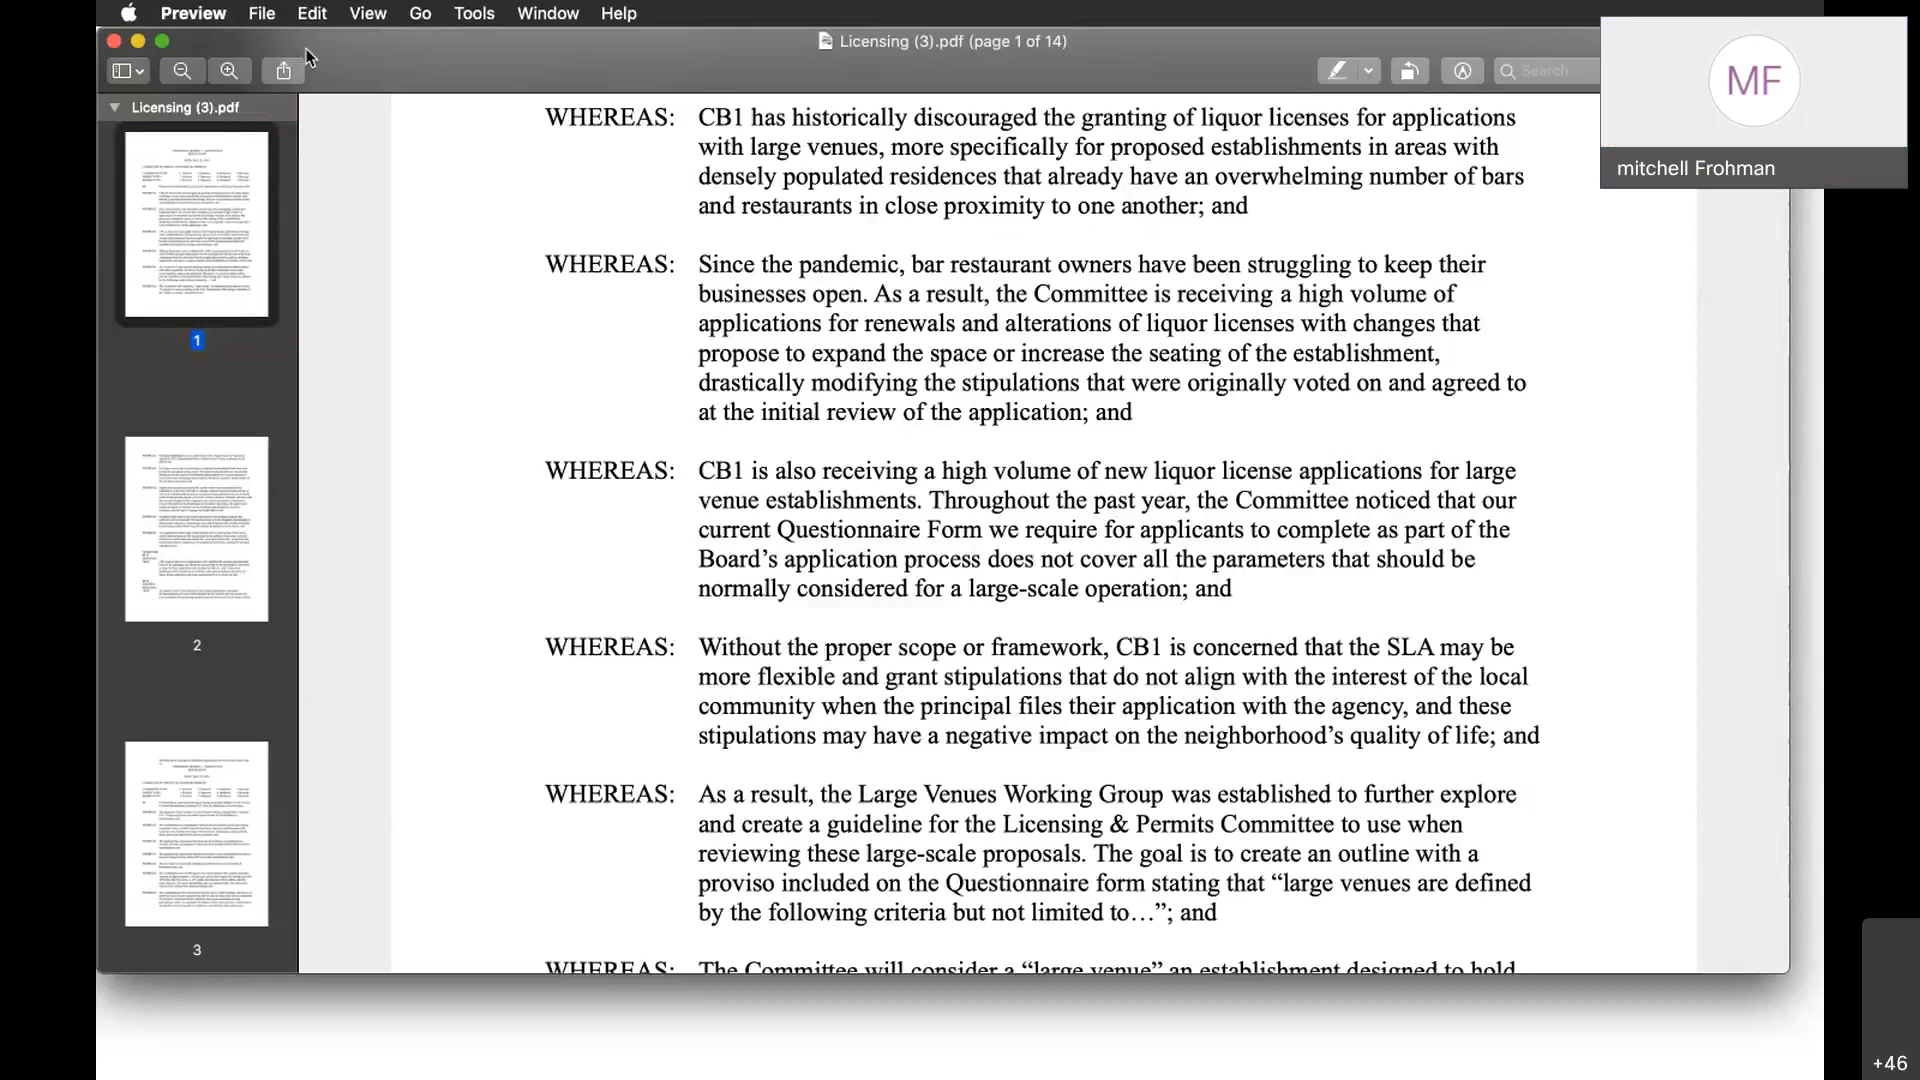 Preview File Edit View Go Tools Window Help
Licensing (3).pdf (page 1 of 14)
Search
MF
mitchell Frohman
Licensing (3).pdf
1
2
3
WHEREAS: CB1 has historically discouraged the granting of liquor licenses for applications
with large venues, more specifically for proposed establishments in areas with
densely populated residences that already have an overwhelming number of bars
and restaurants in close proximity to one another; and
WHEREAS: Since the pandemic, bar restaurant owners have been struggling to keep their
businesses open. As a result, the Committee is receiving a high volume of
applications for renewals and alterations of liquor licenses with changes that
propose to expand the space or increase the seating of the establishment,
drastically modifying the stipulations that were originally voted on and agreed to
at the initial review of the application; and
WHEREAS: CB1 is also receiving a high volume of new liquor license applications for large
venue establishments. Throughout the past year, the Committee noticed that our
current Questionnaire Form we require for applicants to complete as part of the
Board’s application process does not cover all the parameters that should be
normally considered for a large-scale operation; and
WHEREAS: Without the proper scope or framework, CB1 is concerned that the SLA may be
more flexible and grant stipulations that do not align with the interest of the local
community when the principal files their application with the agency, and these
stipulations may have a negative impact on the neighborhood’s quality of life; and
WHEREAS: As a result, the Large Venues Working Group was established to further explore
and create a guideline for the Licensing & Permits Committee to use when
reviewing these large-scale proposals. The goal is to create an outline with a
proviso included on the Questionnaire form stating that “large venues are defined
by the following criteria but not limited to…”; and
WHEREAS: The Committee will consider a “large venue” an establishment designed to hold
+46